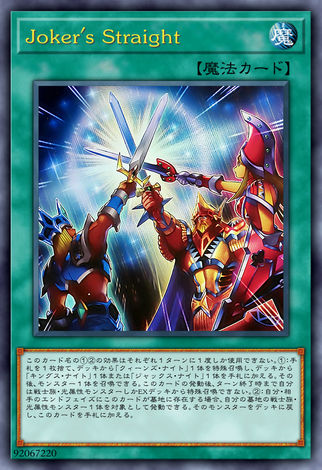 Joker's Straight
魔
【魔法カード】
このカード名の①②の効果はそれぞれ1ターンに1度しか使用できない。①：手
札を1枚捨て、デッキから「クィーンズ・ナイト」1体を特殊召喚し、デッキから
「キングス・ナイト」1体または「ジャックス・ナイト」1体を手札に加える。その
後、モンスター1体を召喚できる。このカードの発動後、ターン終了時まで自分
は戦士族・光属性モンスターしかEXデッキから特殊召喚できない。②：自分・相
手のエンドフェイズにこのカードが墓地に存在する場合、自分の墓地の戦士族・
光属性モンスター1体を対象として発動できる。そのモンスターをデッキに戻
し、このカードを手札に加える。
92067220